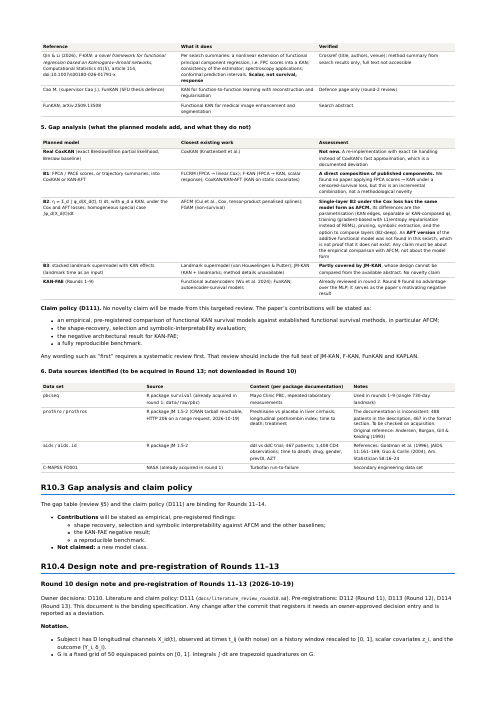 Reference What it does Verified
Qin & Li (2026), F-KAN: a novel framework for functional Per search summaries: a nonlinear extension of functional Crossref (title, authors, venue); method summary from
regression based on Kolmogorov-Arnold networks, principal component regression, i.e. FPC scores into a KAN; search results only, full text not accessible
Computational Statistics 41(5), article 114, consistency of the estimator; spectroscopy applications;
doi:10.1007/s00180-026-01791-x conformal prediction intervals. Scalar, not survival,
response
Cao M. (supervisor Cao J.), FunKAN (SFU thesis defence) KAN for function-to-function learning with reconstruction and Defence page only (round-2 review)
regularisation
FunKAN, arXiv:2509.13508 Functional KAN for medical image enhancement and Search abstract
segmentation
5. Gap analysis (what the planned models add, and what they do not)
Planned model Closest existing work Assessment
Real CoxKAN (exact Breslow/Efron partial likelihood, CoxKAN (Knottenbelt et al.) Not new. A re-implementation with exact tie handling
Breslow baseline) instead of CoxKAN's fast approximation, which is a
documented deviation
B1: FPCA / PACE scores, or trajectory summaries, into FLCRM (FPCA → linear Cox); F-KAN (FPCA → KAN, A direct composition of published components. We
CoxKAN or KAN-AFT scalar response); CoxKAN/KAN-AFT (KAN on static covariates) found no paper applying FPCA scores → KAN under a
censored-survival loss, but this is an incremental
combination, not a methodological novelty
B2: η = Σ_d ∫ φ_d(X_d(t), t) dt, with φ_d a KAN, under AFCM (Cui et al., Cox, tensor-product penalised splines); Single-layer B2 under the Cox loss has the same
the Cox and AFT losses; homogeneous special case FGAM (non-survival) model form as AFCM. Its differences are the
∫φ_d(X_d(t))dt parametrisation (KAN edges, separable or KAN-composed φ),
training (gradient-based with L1/entropy regularisation instead
of REML), pruning, symbolic extraction, and the
option to compose layers (B2-deep). An AFT version of
the additive functional model was not found in this search, which
is not proof that it does not exist. Any claim must be about
the empirical comparison with AFCM, not about the model
form
B3: stacked landmark supermodel with KAN effects Landmark supermodel (van Houwelingen & Putter); JM-KAN Partly covered by JM-KAN, whose design cannot be
(landmark time as an input) (KAN + landmarks; method details unavailable) compared from the available abstract. No novelty claim
KAN-FAE (Rounds 1–9) Functional autoencoders (Wu et al. 2024); FunKAN; Already reviewed in round 2. Round 9 found no advantage over
autoencoder-survival models the MLP; it serves as the paper's motivating negative
result
Claim policy (D111). No novelty claim will be made from this targeted review. The paper's contributions will be stated as:
• an empirical, pre-registered comparison of functional KAN survival models against established functional survival methods, in particular AFCM;
• the shape-recovery, selection and symbolic-interpretability evaluation;
• the negative architectural result for KAN-FAE;
• a fully reproducible benchmark.
Any wording such as "first" requires a systematic review first. That review should include the full text of JM-KAN, F-KAN, FunKAN and KAPLAN.
6. Data sources identified (to be acquired in Round 13; not downloaded in Round 10)
Data set Source Content (per package documentation) Notes
pbcseq R package survival (already acquired in Mayo Clinic PBC, repeated laboratory Used in rounds 1–9 (single 730-day
round 1: data/raw/pbc) measurements landmark)
prothro / prothros R package JM 1.5-2 (CRAN tarball reachable, Prednisone vs placebo in liver cirrhosis; The documentation is inconsistent: 488
HTTP 206 on a range request, 2026-10-19) longitudinal prothrombin index; time to patients in the description, 467 in the format
death; treatment section. To be checked on acquisition.
Original reference: Andersen, Borgan, Gill &
Keiding (1993)
aids / aids.id R package JM 1.5-2 ddI vs ddC trial; 467 patients; 1,408 CD4 References: Goldman et al. (1996), JAIDS
observations; time to death; drug, gender, 11:161–169; Guo & Carlin (2004), Am.
prevOI, AZT Statistician 58:16–24
C-MAPSS FD001 NASA (already acquired in round 1) Turbofan run-to-failure Secondary engineering data set
R10.3 Gap analysis and claim policy
The gap table (review §5) and the claim policy (D111) are binding for Rounds 11–14.
• Contributions will be stated as empirical, pre-registered findings:
◦ shape recovery, selection and symbolic interpretability against AFCM and the other baselines;
◦ the KAN-FAE negative result;
◦ a reproducible benchmark.
• Not claimed: a new model class.
R10.4 Design note and pre-registration of Rounds 11–13
Round 10 design note and pre-registration of Rounds 11–13 (2026-10-19)
Owner decisions: D110. Literature and claim policy: D111 (docs/literature_review_round10.md). Pre-registrations: D112 (Round 11), D113 (Round 12), D114
(Round 13). This document is the binding specification. Any change after the commit that registers it needs an owner-approved decision entry and is
reported as a deviation.
Notation.
• Subject i has D longitudinal channels X_id(t), observed at times t_ij (with noise) on a history window rescaled to [0, 1], scalar covariates z_i, and the
outcome (Y_i, δ_i).
• G is a fixed grid of 50 equispaced points on [0, 1]. Integrals ∫·dt are trapezoid quadratures on G.